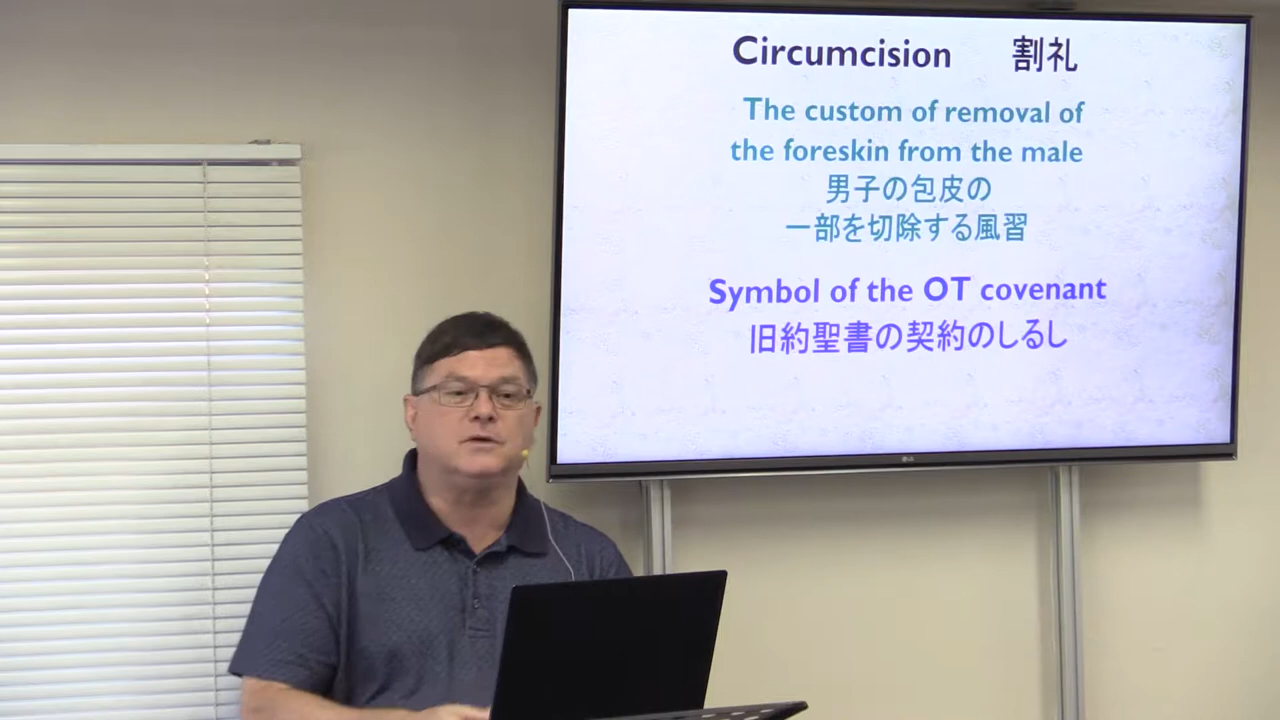 Circumcision 割礼
The custom of removal of
the foreskin from the male
男子の包皮の
一部を切除する風習
Symbol of the OT covenant
旧約聖書の契約のしるし
LG